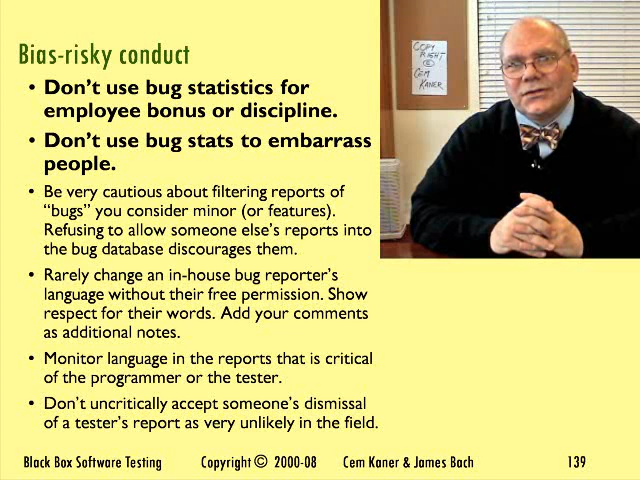 Bias-risky conduct
• Don't use bug statistics for
employee bonus or discipline.
• Don't use bug stats to embarrass
people.
• Be very cautious about filtering reports of
“bugs” you consider minor (or features).
Refusing to allow someone else's reports into
the bug database discourages them.
• Rarely change an in-house bug reporter's
language without their free permission. Show
respect for their words. Add your comments
as additional notes.
• Monitor language in the reports that is critical
of the programmer or the tester.
• Don't uncritically accept someone's dismissal
of a tester's report as very unlikely in the field.
COPY
RIGHT
©
CEM
KANER
Black Box Software Testing Copyright © 2000-08 Cem Kaner & James Bach 139